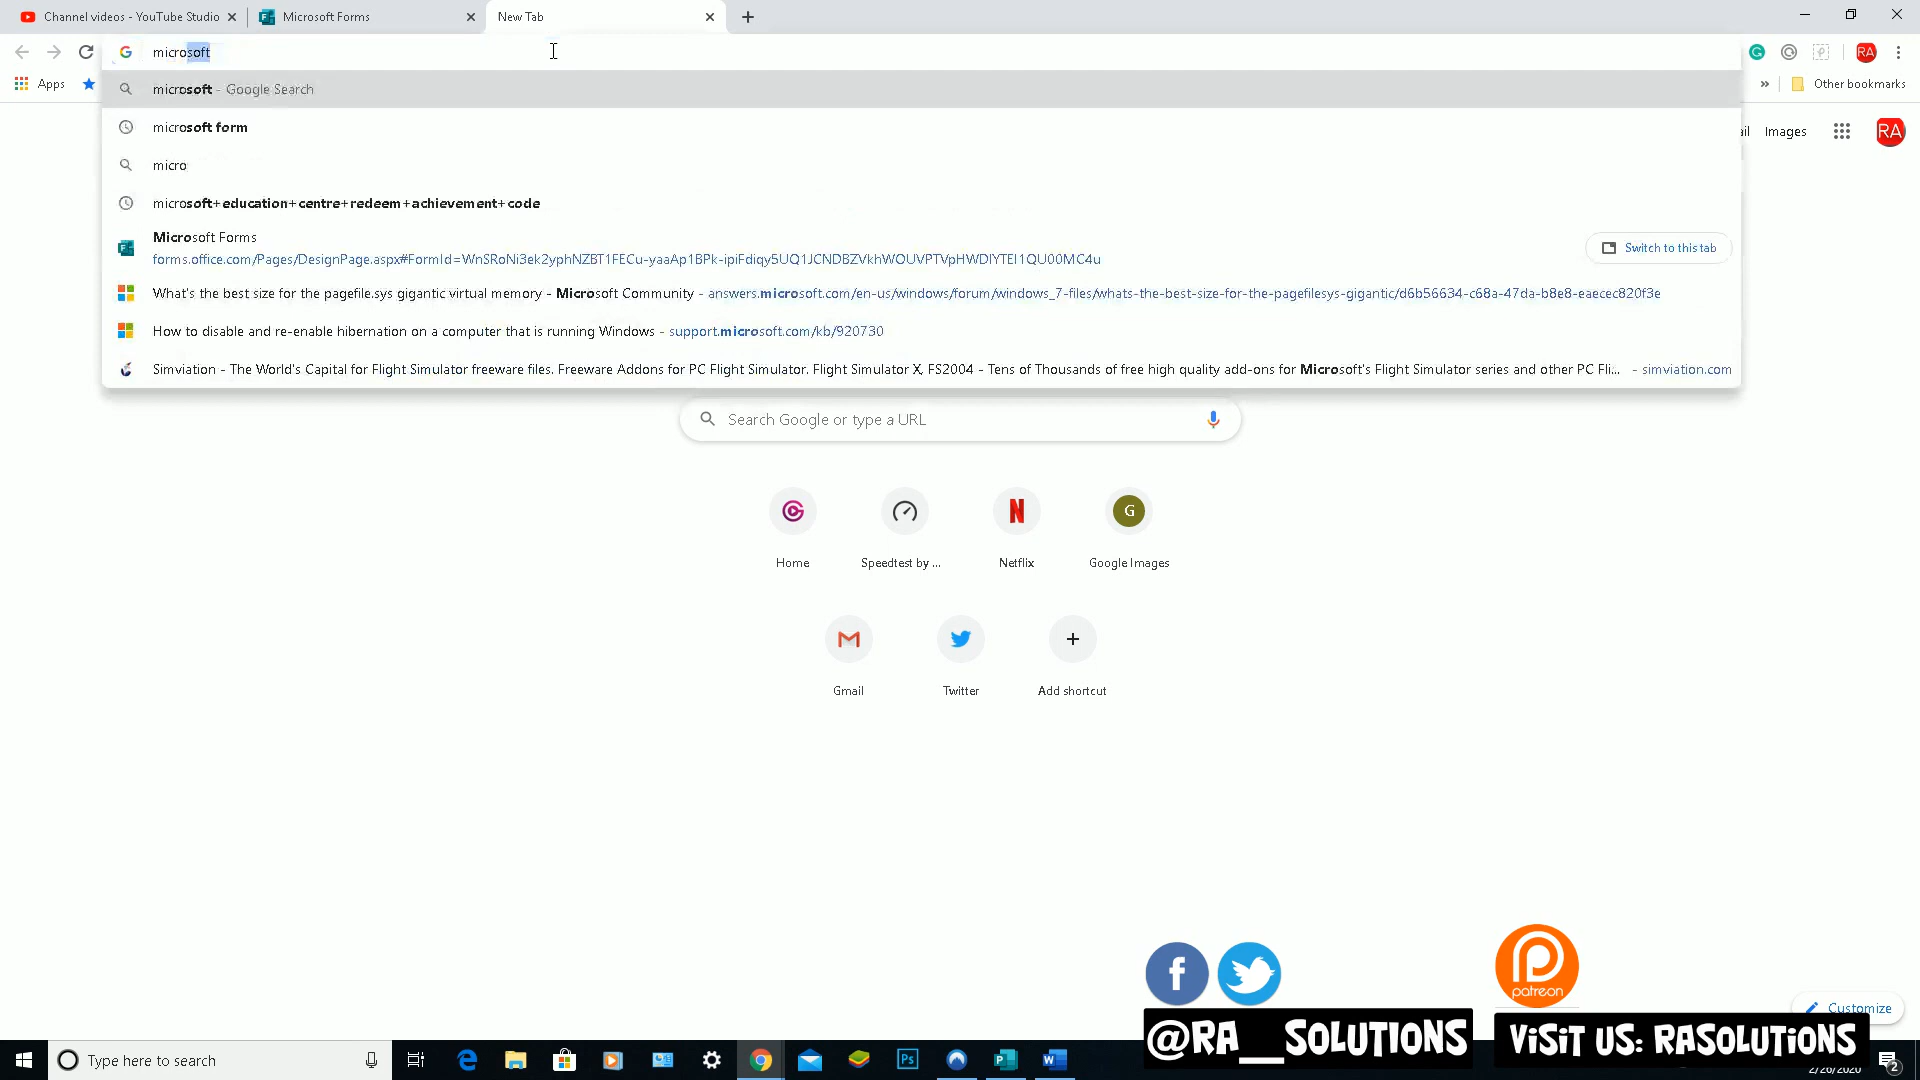 Channel videos - YouTube Studio
Microsoft Forms
New Tab
microsoft
Apps
Other bookmarks
microsoft - Google Search
microsoft form
micro
microsoft+education+centre+redeem+achievement+code
Microsoft Forms
forms.office.com/Pages/DesignPage.aspx#FormId=WnSRoNi3ek2yphNZBT1FECu-yaaAp1BPk-ipiFdiqy5UQ1JCNDBZVkhWOUVPTVpHWDlYTEI1QU00MC4u
Switch to this tab
What's the best size for the pagefile.sys gigantic virtual memory - Microsoft Community - answers.microsoft.com/en-us/windows/forum/windows_7-files/whats-the-best-size-for-the-pagefilesys-gigantic/d6b56634-c68a-47da-b8e8-eaecec820f3e
How to disable and re-enable hibernation on a computer that is running Windows - support.microsoft.com/kb/920730
Simviation - The World's Capital for Flight Simulator freeware files. Freeware Addons for PC Flight Simulator. Flight Simulator X, FS2004 - Tens of Thousands of free high quality add-ons for Microsoft's Flight Simulator series and other PC Fli... - simviation.com
ail Images
RA
RA
Search Google or type a URL
G
Home
Speedtest by ...
Netflix
Google Images
Gmail
Twitter
Add shortcut
patreon
Customize
@RA__SOLUTIONS
VISIT US: RASOLUTIONS
Type here to search
Ps
2/26/2020
2